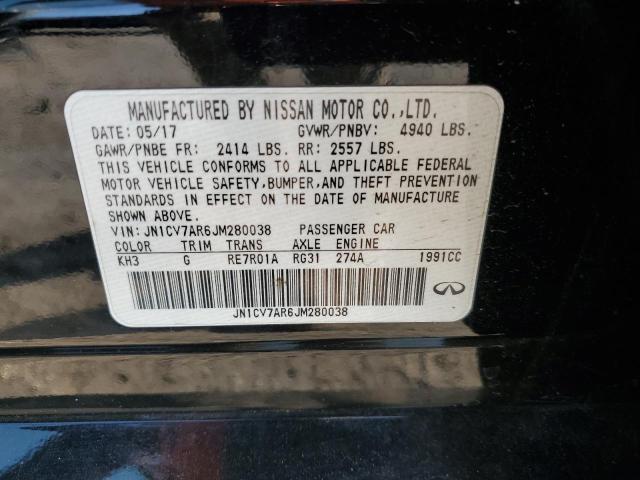 MANUFACTURED BY NISSAN MOTOR CO.,LTD.
DATE: 05/17 GVWR/PNBV: 4940 LBS.
GAWR/PNBE FR: 2414 LBS. RR: 2557 LBS.
THIS VEHICLE CONFORMS TO ALL APPLICABLE FEDERAL
MOTOR VEHICLE SAFETY,BUMPER,AND THEFT PREVENTION
STANDARDS IN EFFECT ON THE DATE OF MANUFACTURE
SHOWN ABOVE.
VIN: JN1CV7AR6JM280038 PASSENGER CAR
COLOR TRIM TRANS AXLE ENGINE
KH3 G RE7R01A RG31 274A 1991CC
JN1CV7AR6JM280038